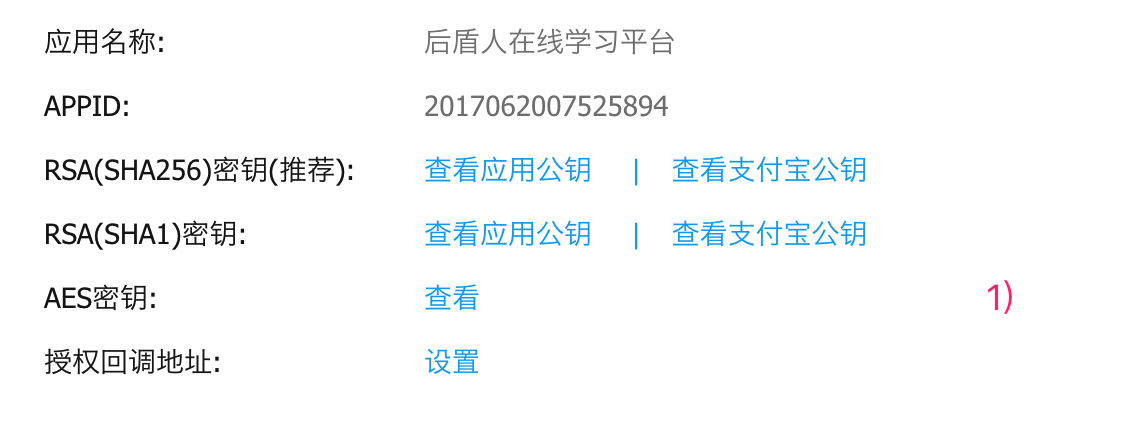 应用名称: 后盾人在线学习平台
APPID: 2017062007525894
RSA(SHA256)密钥(推荐): 查看应用公钥 | 查看支付宝公钥
RSA(SHA1)密钥: 查看应用公钥 | 查看支付宝公钥
AES密钥: 查看 1)
授权回调地址: 设置